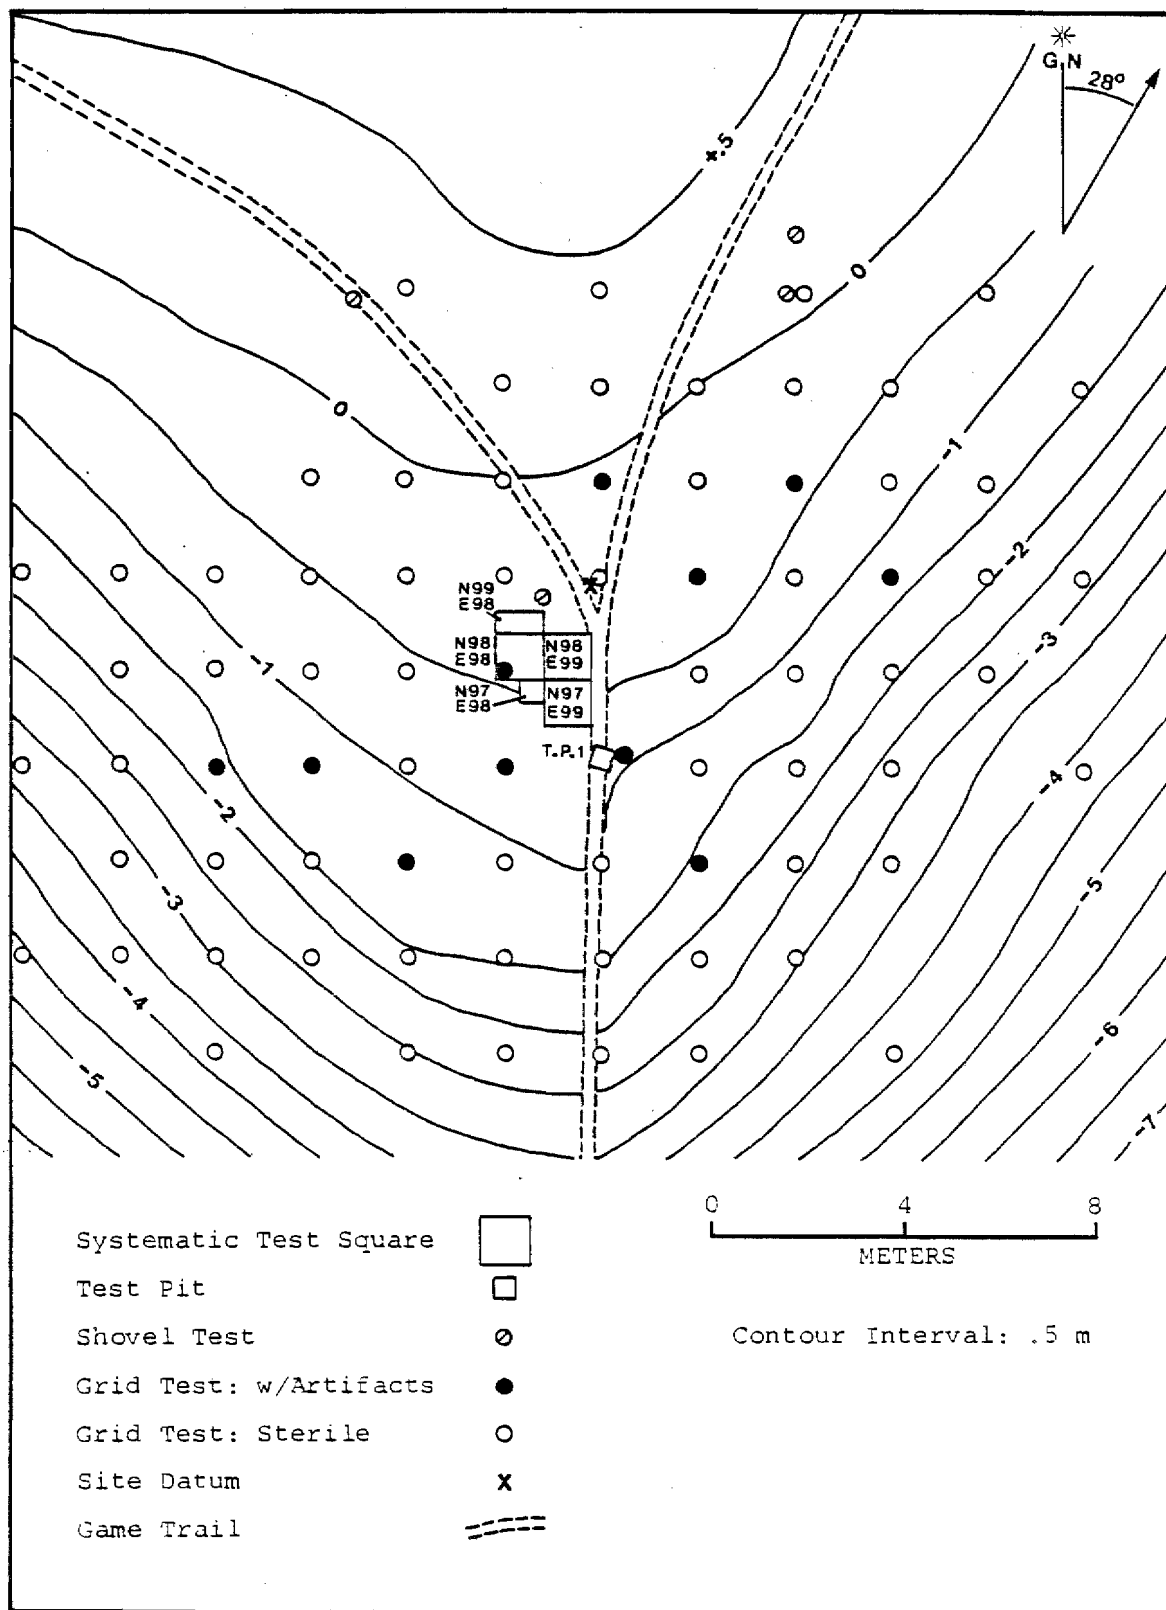 G N
28°
+.5
0
0
-1
-2
N99
E98
N98
E98
N98
E99
-3
-1
N97
E98
N97
E99
T.P.1
-4
-2
-3
-5
-4
-6
-5
-7
0 4 8
METERS
Systematic Test Square
Test Pit
Shovel Test
Contour Interval: .5 m
Grid Test: w/Artifacts
Grid Test: Sterile
Site Datum
X
Game Trail